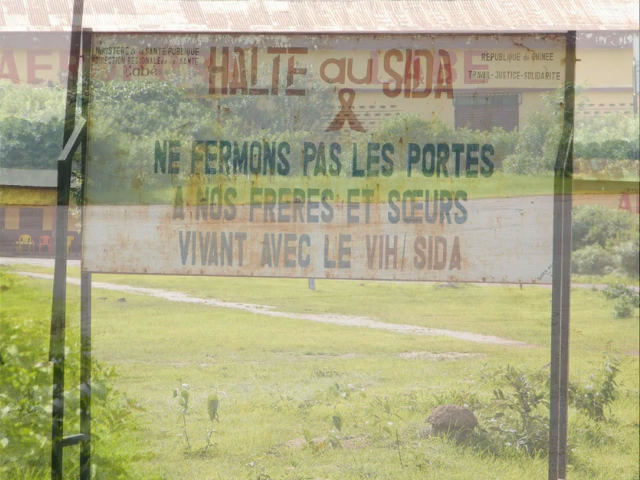 MINISTERE de la SANTE PUBLIQUE
DIRECTION REGIONALE de la SANTE
Labé
REPUBLIQUE de GUINEE
TRAVAIL-JUSTICE-SOLIDARITE
HALTE au SIDA
NE FERMONS PAS LES PORTES
A NOS FRERES ET SŒURS
VIVANT AVEC LE VIH/SIDA